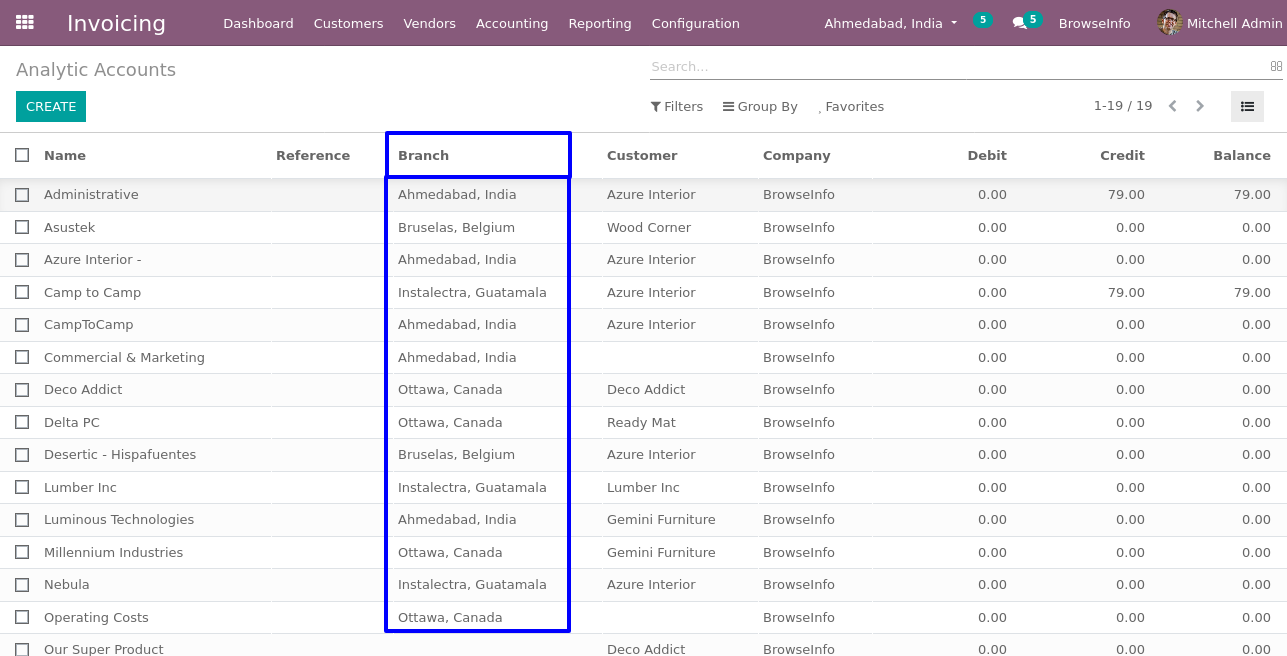 Invoicing Dashboard Customers Vendors Accounting Reporting Configuration Ahmedabad, India 5 5 BrowseInfo Mitchell Admin
Analytic Accounts Search...
CREATE Filters Group By Favorites 1-19 / 19
Name Reference Branch Customer Company Debit Credit Balance
Administrative Ahmedabad, India Azure Interior BrowseInfo 0.00 79.00 79.00
Asustek Bruselas, Belgium Wood Corner BrowseInfo 0.00 0.00 0.00
Azure Interior - Ahmedabad, India Azure Interior BrowseInfo 0.00 0.00 0.00
Camp to Camp Instalectra, Guatamala Azure Interior BrowseInfo 0.00 79.00 79.00
CampToCamp Ahmedabad, India Azure Interior BrowseInfo 0.00 0.00 0.00
Commercial & Marketing Ahmedabad, India BrowseInfo 0.00 0.00 0.00
Deco Addict Ottawa, Canada Deco Addict BrowseInfo 0.00 0.00 0.00
Delta PC Ottawa, Canada Ready Mat BrowseInfo 0.00 0.00 0.00
Desertic - Hispafuentes Bruselas, Belgium Azure Interior BrowseInfo 0.00 0.00 0.00
Lumber Inc Instalectra, Guatamala Lumber Inc BrowseInfo 0.00 0.00 0.00
Luminous Technologies Ahmedabad, India Gemini Furniture BrowseInfo 0.00 0.00 0.00
Millennium Industries Ottawa, Canada Gemini Furniture BrowseInfo 0.00 0.00 0.00
Nebula Instalectra, Guatamala Azure Interior BrowseInfo 0.00 0.00 0.00
Operating Costs Ottawa, Canada BrowseInfo 0.00 0.00 0.00
Our Super Product Deco Addict BrowseInfo 0.00 0.00 0.00